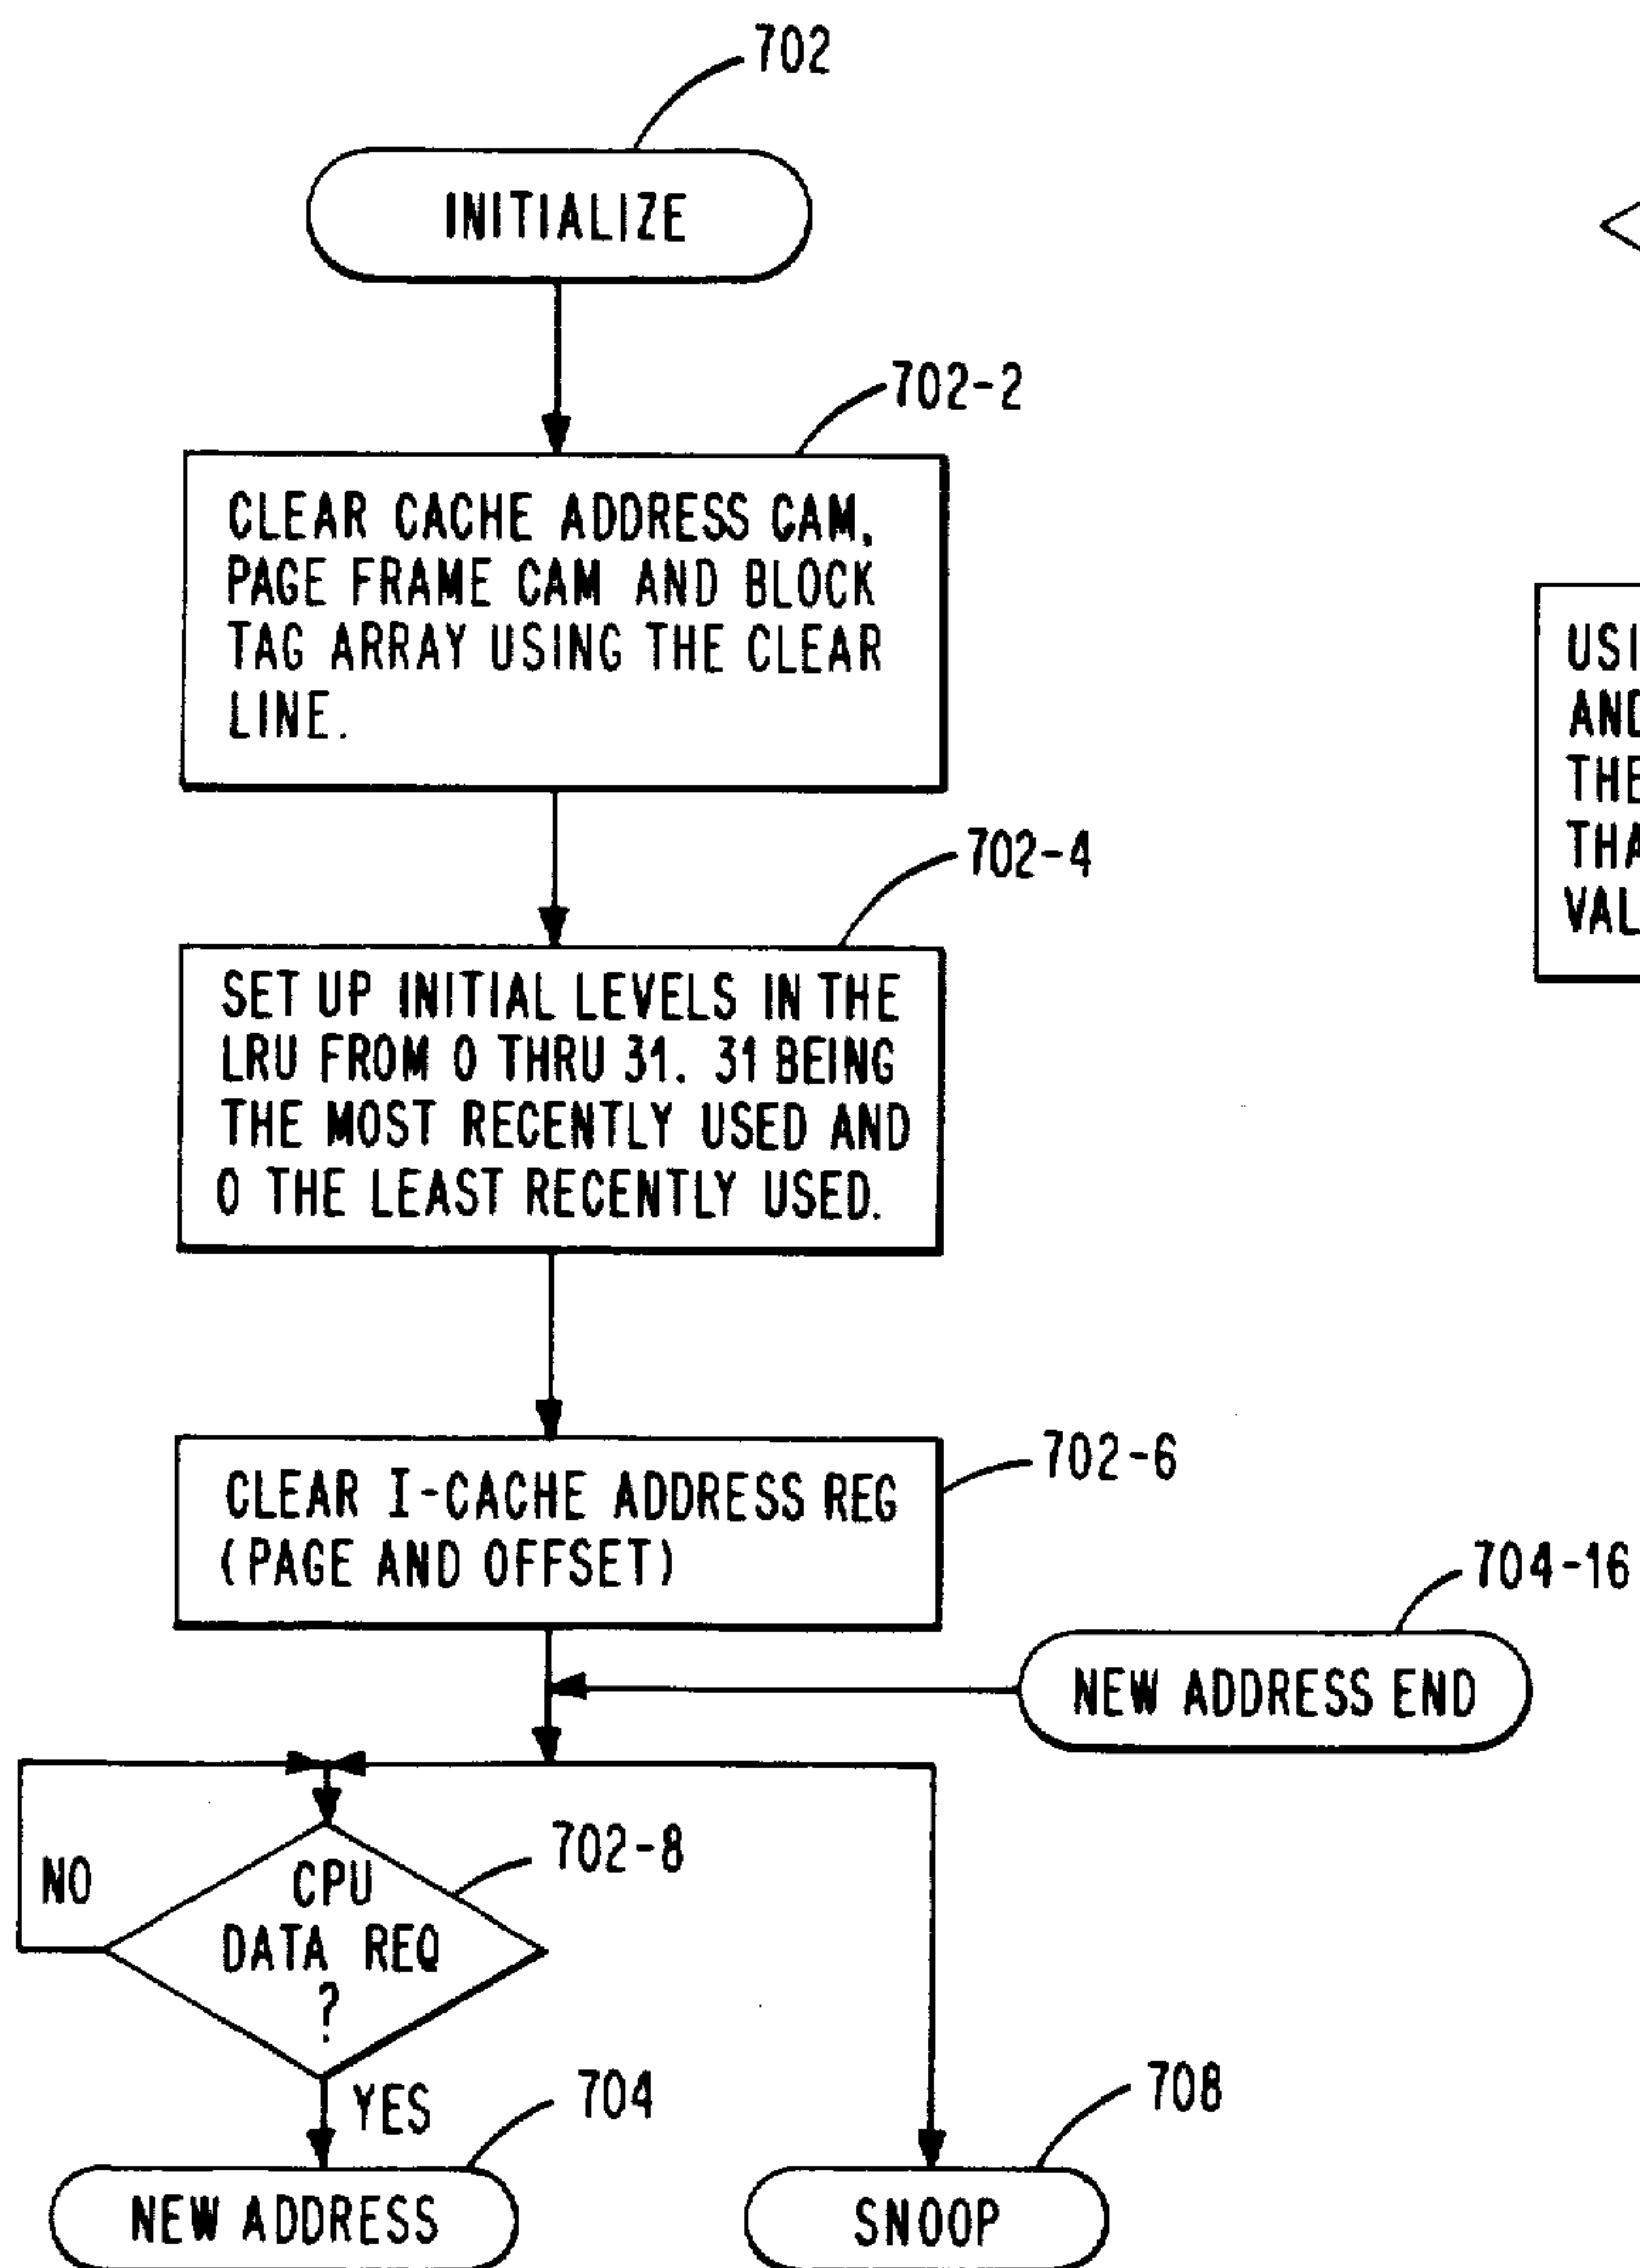 702
INITIALIZE
702-2
CLEAR CACHE ADDRESS CAM,
PAGE FRAME CAM AND BLOCK
TAG ARRAY USING THE CLEAR
LINE.
702-4
SET UP INITIAL LEVELS IN THE
LRU FROM 0 THRU 31. 31 BEING
THE MOST RECENTLY USED AND
0 THE LEAST RECENTLY USED.
702-6
CLEAR I-CACHE ADDRESS REG
(PAGE AND OFFSET)
704-16
NEW ADDRESS END
702-8
NO
CPU
DATA REQ
?
YES
704
NEW ADDRESS
708
SNOOP